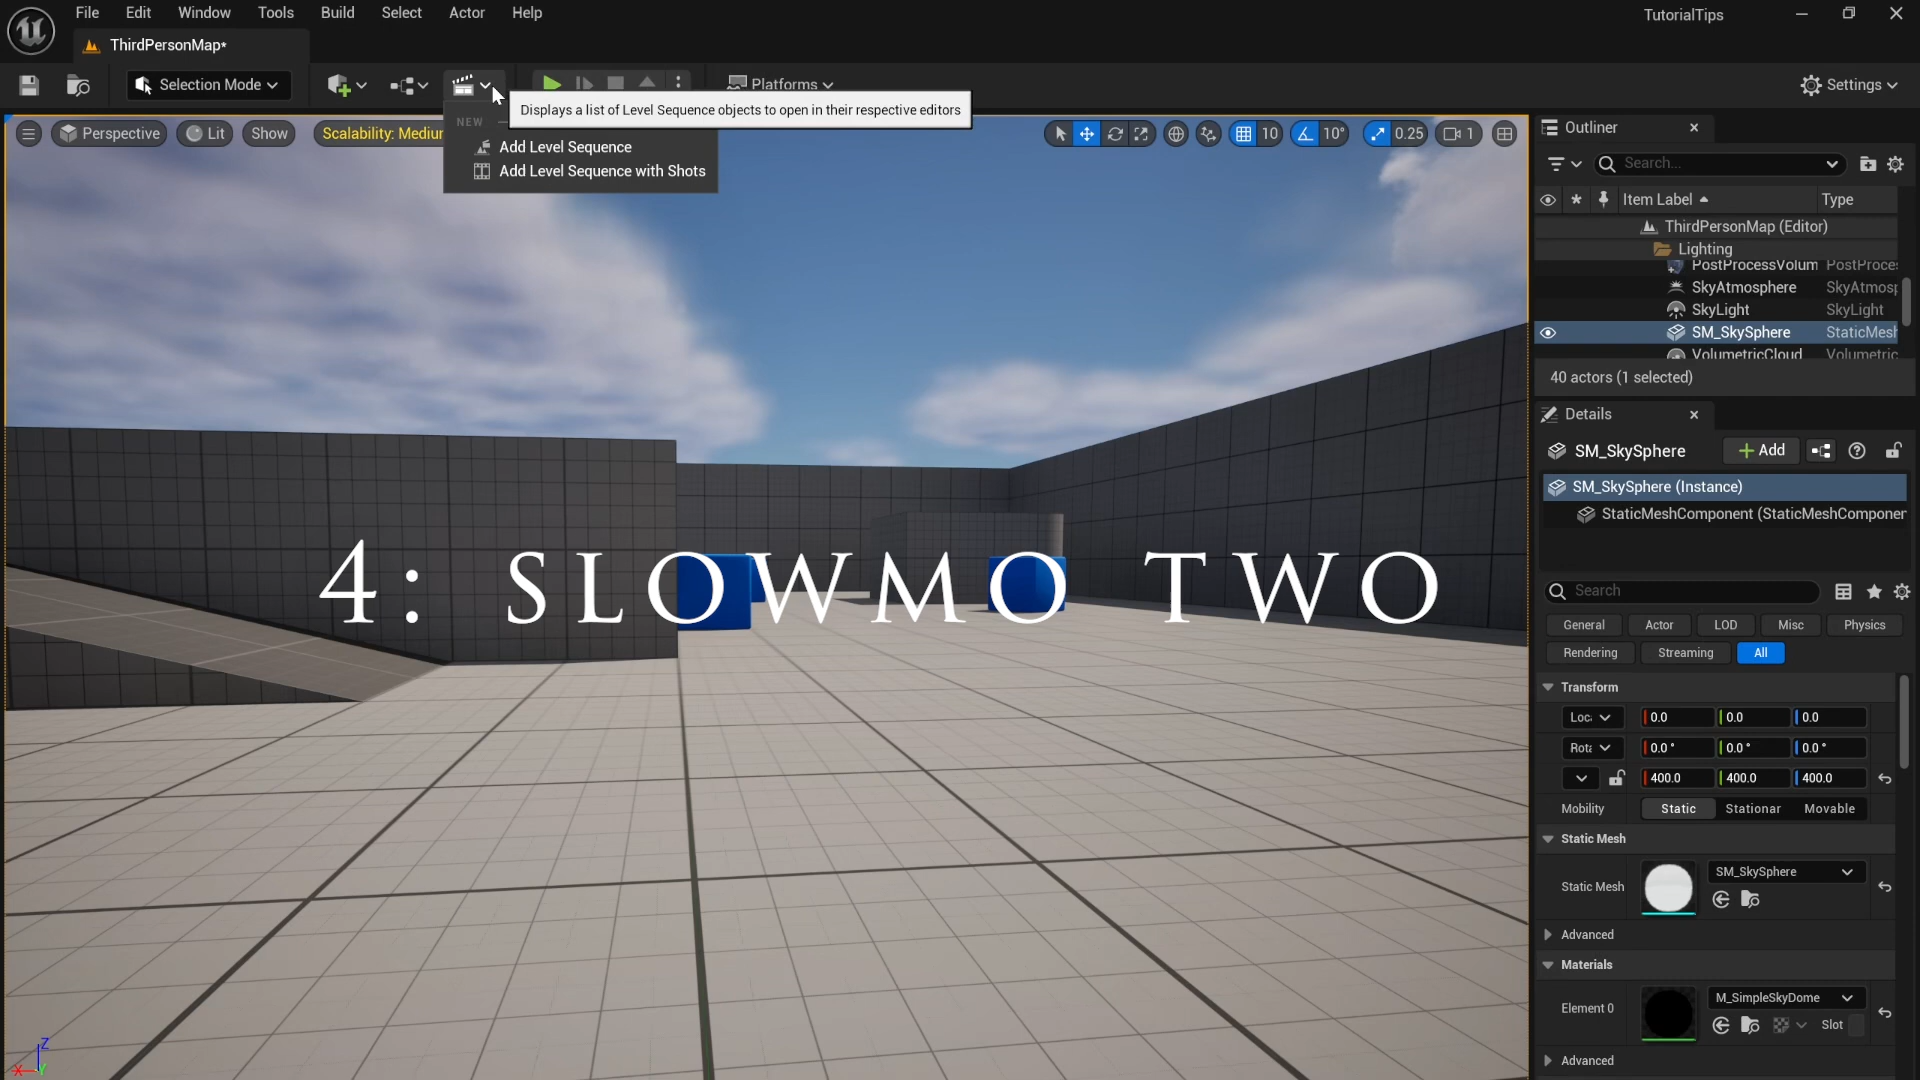 File Edit Window Tools Build Select Actor Help
TutorialTips
ThirdPersonMap*
Selection Mode
Platforms
Settings
Displays a list of Level Sequence objects to open in their respective editors
NEW
Add Level Sequence
Add Level Sequence with Shots
Perspective
Lit
Show
Scalability: Medium
10
10°
0.25
1
4: SLOWMO TWO
Z
X
Y
Outliner
Search...
Item Label
Type
ThirdPersonMap (Editor)
Lighting
PostProcessVolum PostProces
SkyAtmosphere SkyAtmosp
SkyLight SkyLight
SM_SkySphere StaticMesh
VolumetricCloud Volumetric
40 actors (1 selected)
Details
SM_SkySphere
Add
SM_SkySphere (Instance)
StaticMeshComponent (StaticMeshComponen
Search
General Actor LOD Misc Physics
Rendering Streaming All
Transform
Loca 0.0 0.0 0.0
Rota 0.0° 0.0° 0.0°
400.0 400.0 400.0
Mobility Static Stationar Movable
Static Mesh
Static Mesh SM_SkySphere
Advanced
Materials
Element 0 M_SimpleSkyDome
Slot
Advanced